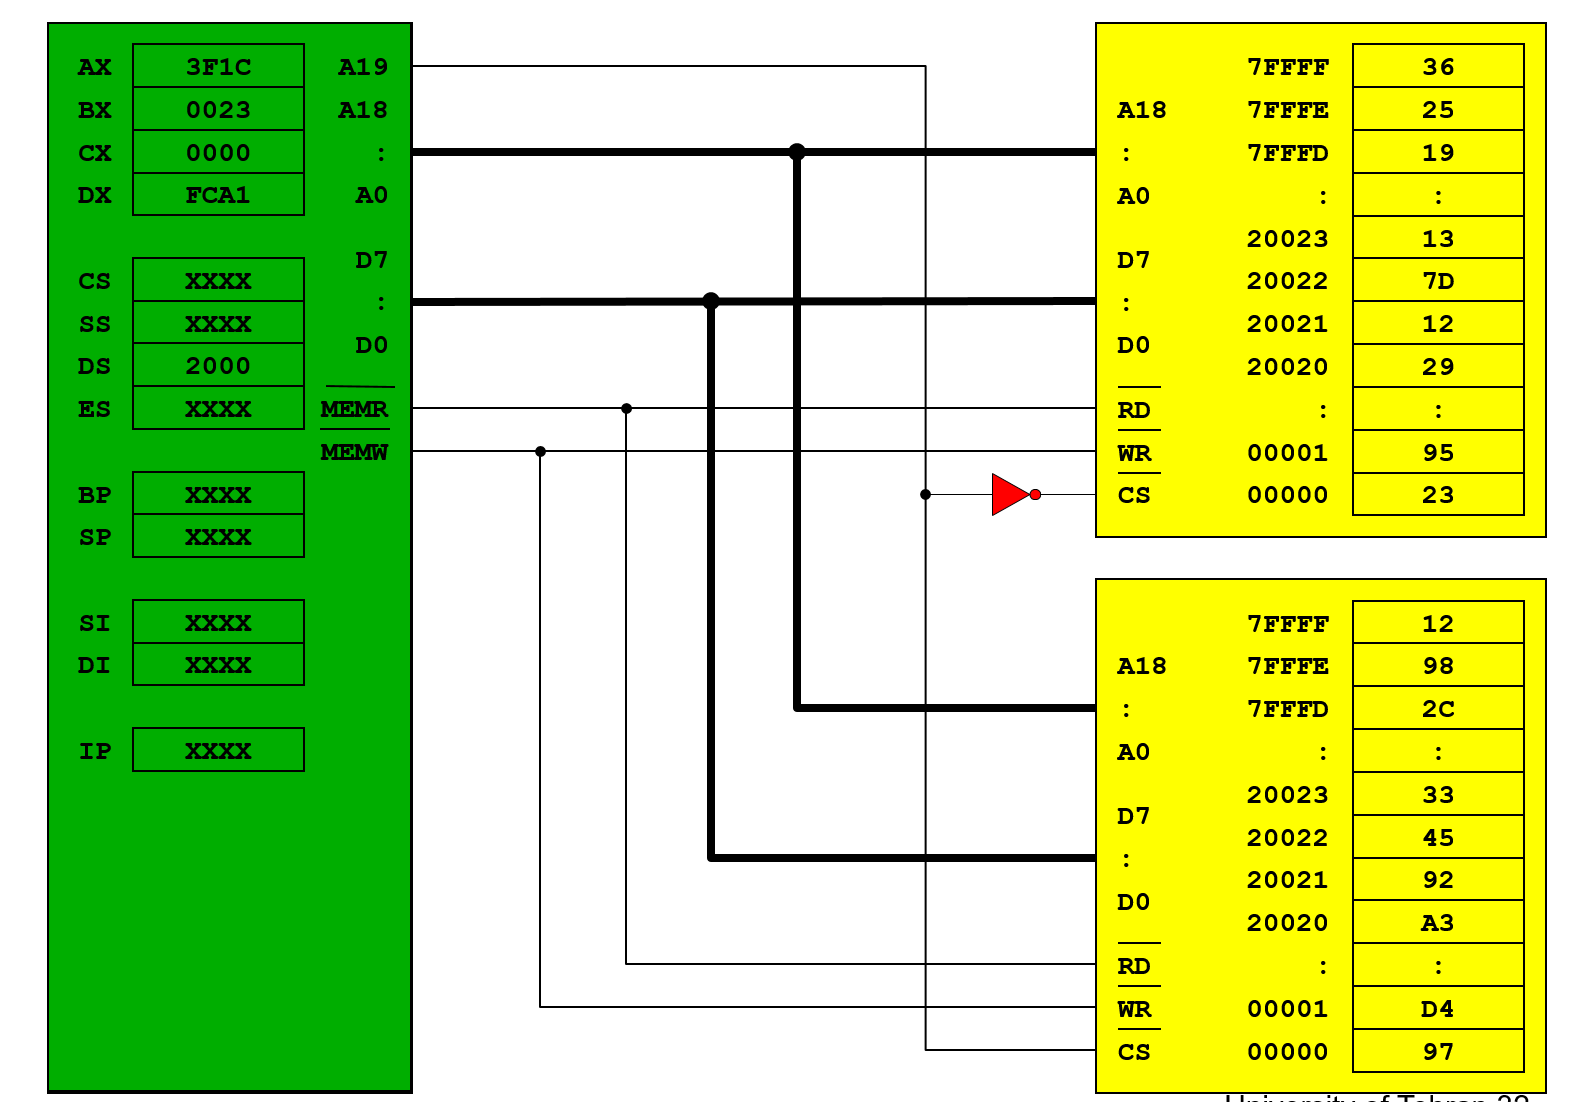 AX 3F1C A19
BX 0023 A18
CX 0000 :
DX FCA1 A0
D7
CS XXXX :
SS XXXX
D0
DS 2000
ES XXXX MEMR
MEMW
BP XXXX
SP XXXX
SI XXXX
DI XXXX
IP XXXX
7FFFF 36
A18 7FFFE 25
: 7FFFD 19
A0 : :
20023 13
D7
20022 7D
:
20021 12
D0
20020 29
RD : :
WR 00001 95
CS 00000 23
7FFFF 12
A18 7FFFE 98
: 7FFFD 2C
A0 : :
20023 33
D7
20022 45
:
20021 92
D0
20020 A3
RD : :
WR 00001 D4
CS 00000 97
University of Tehran